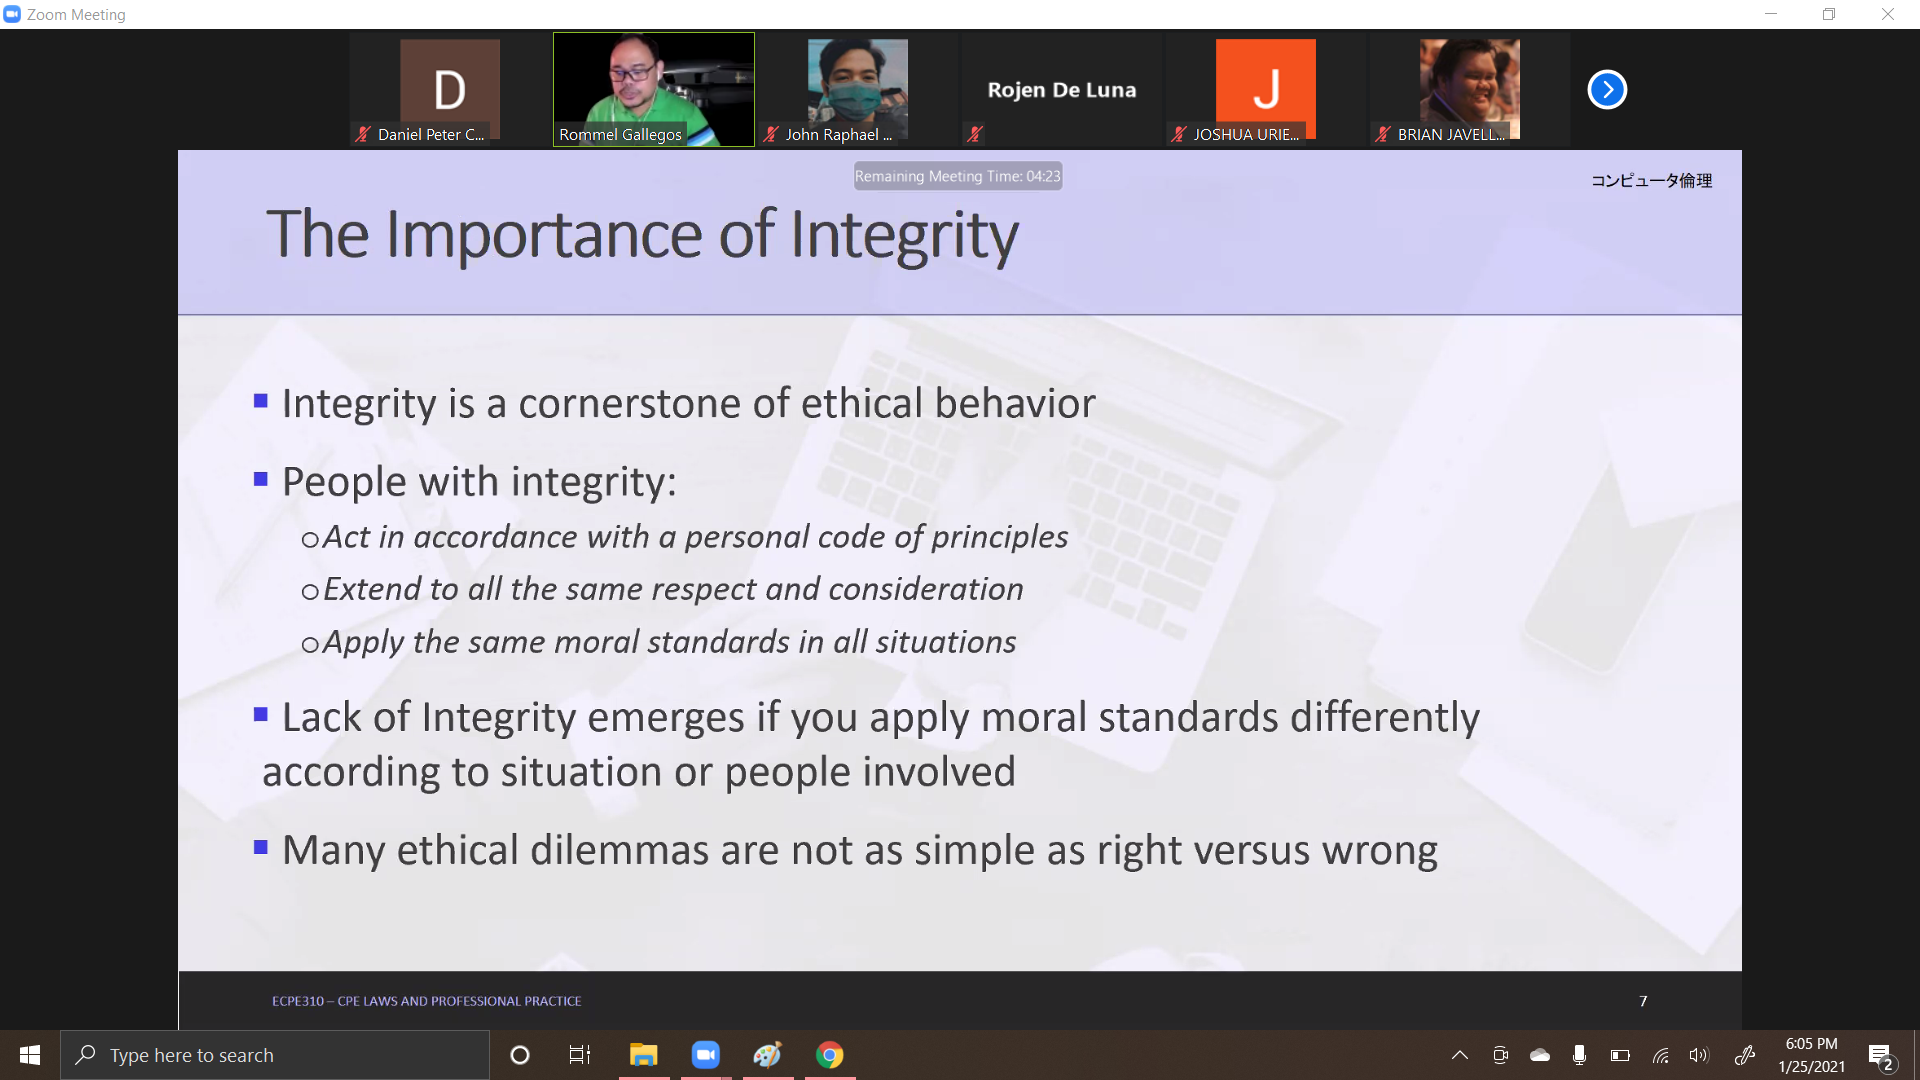 Zoom Meeting
D
Daniel Peter C...
Rommel Gallegos
John Raphael ...
Rojen De Luna
J
JOSHUA URIE...
BRIAN JAVELL...
Remaining Meeting Time: 04:23
コンピュータ倫理
The Importance of Integrity
Integrity is a cornerstone of ethical behavior
People with integrity:
Act in accordance with a personal code of principles
Extend to all the same respect and consideration
Apply the same moral standards in all situations
Lack of Integrity emerges if you apply moral standards differently
according to situation or people involved
Many ethical dilemmas are not as simple as right versus wrong
ECPE310 – CPE LAWS AND PROFESSIONAL PRACTICE
7
Type here to search
6:05 PM
1/25/2021
2